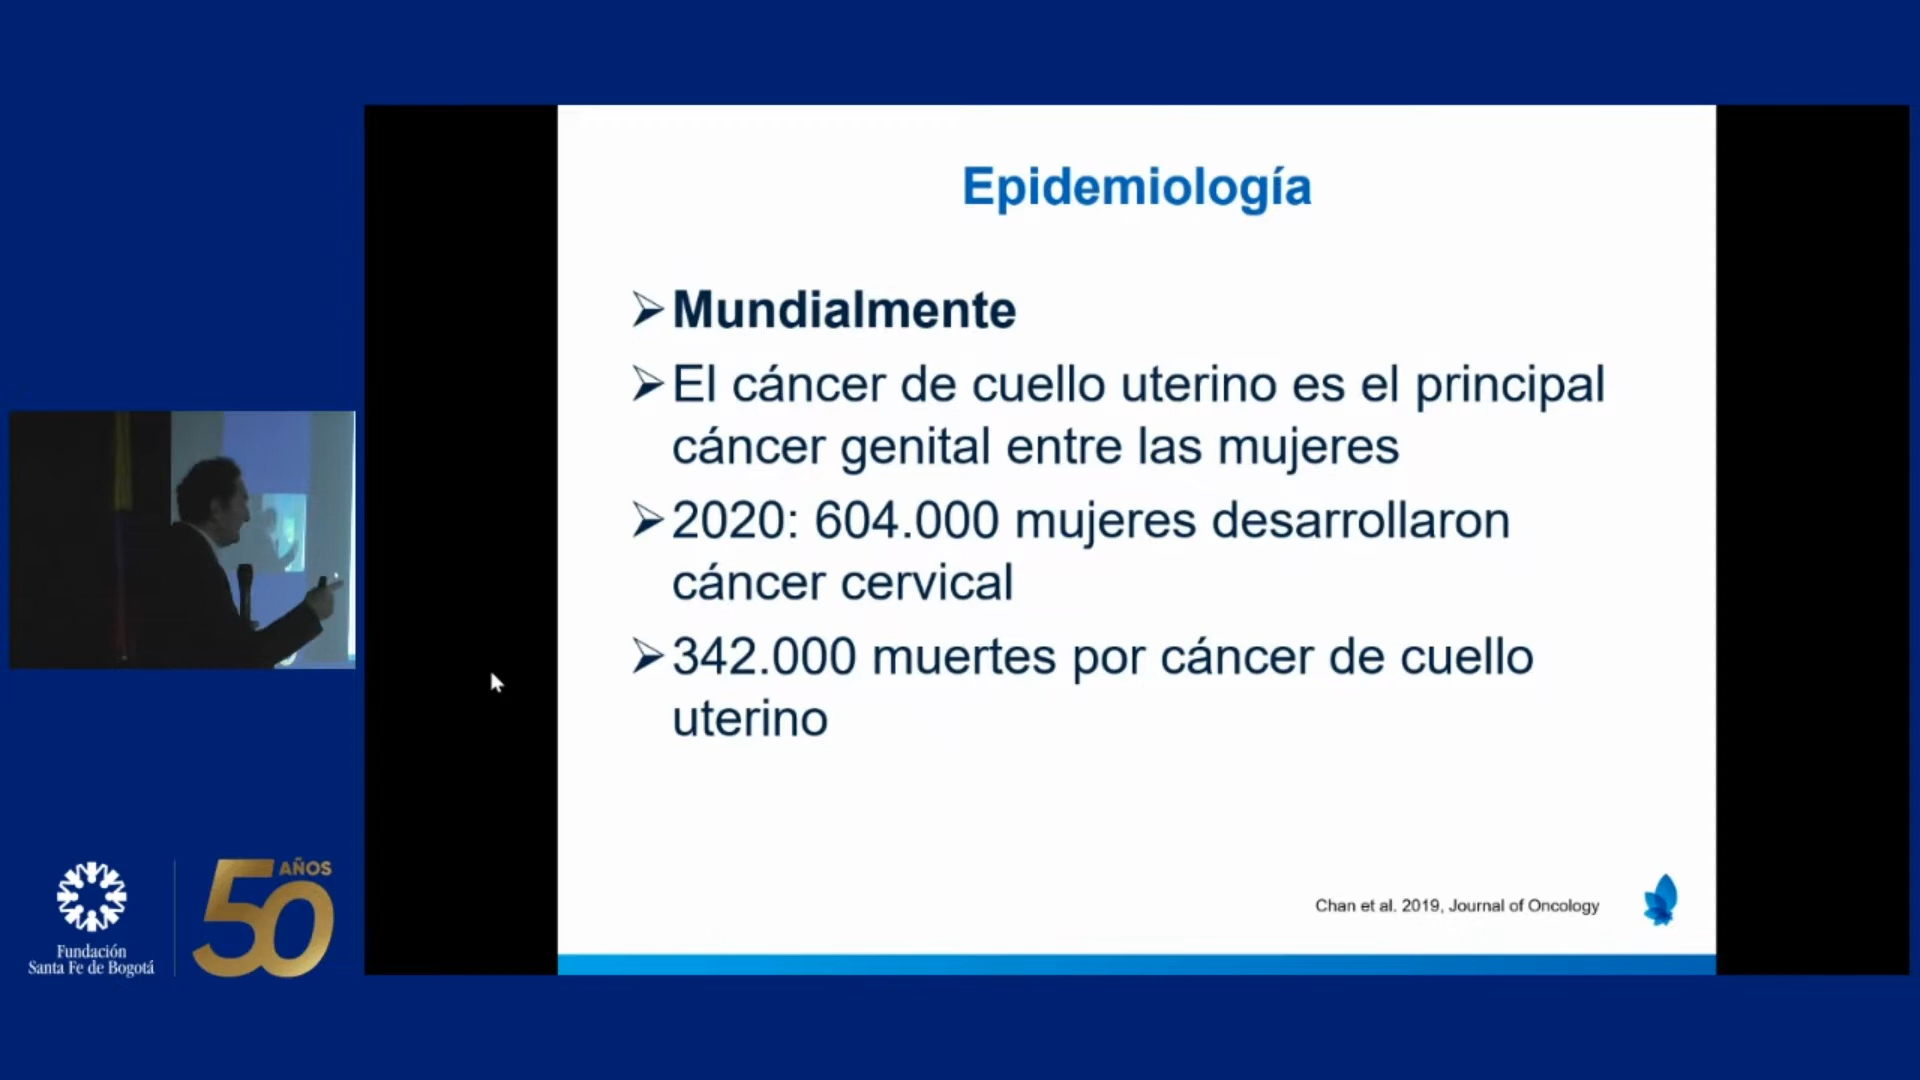 Epidemiología
Mundialmente
El cáncer de cuello uterino es el principal
cáncer genital entre las mujeres
2020: 604.000 mujeres desarrollaron
cáncer cervical
342.000 muertes por cáncer de cuello
uterino
Chan et al. 2019, Journal of Oncology
Fundación
Santa Fe de Bogotá
50 AÑOS